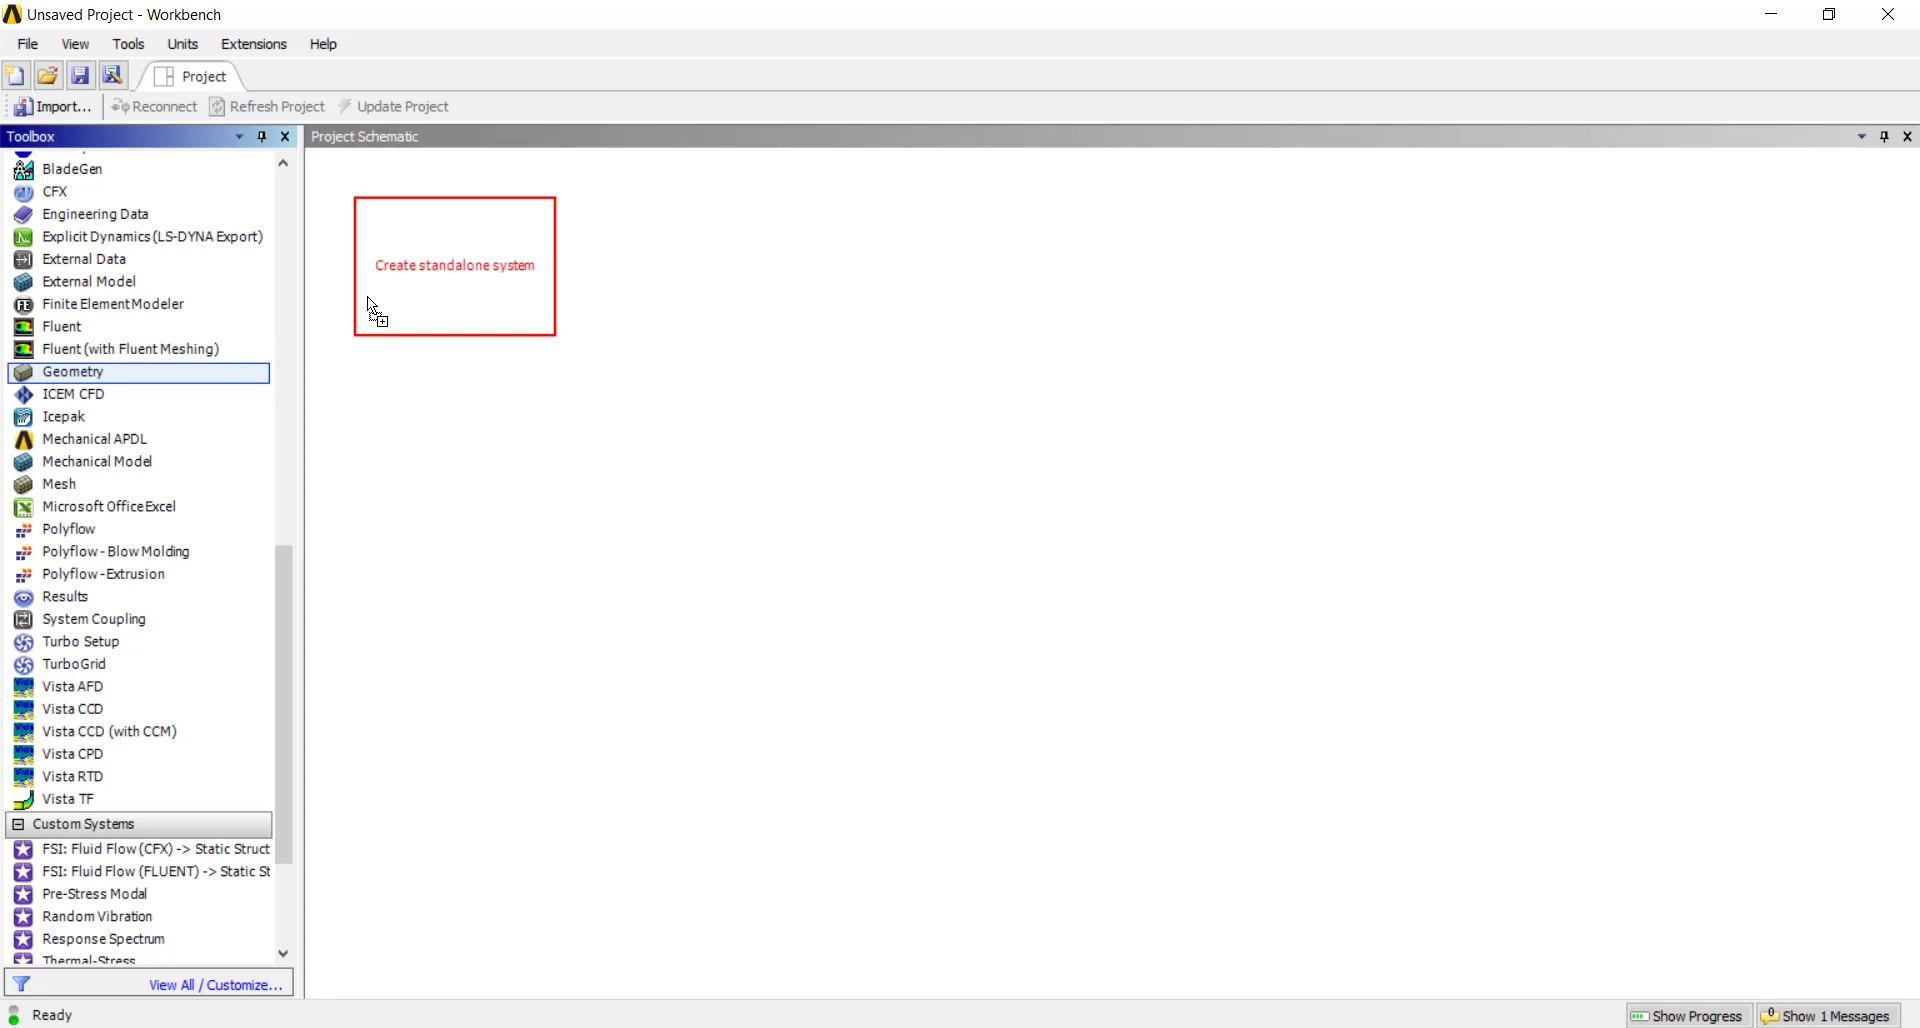 Unsaved Project - Workbench
File View Tools Units Extensions Help
Project
Import... Reconnect Refresh Project Update Project
Toolbox
Project Schematic
BladeGen
CFX
Engineering Data
Explicit Dynamics (LS-DYNA Export)
External Data
External Model
Finite Element Modeler
Fluent
Fluent (with Fluent Meshing)
Geometry
ICEM CFD
Icepak
Mechanical APDL
Mechanical Model
Mesh
Microsoft Office Excel
Polyflow
Polyflow - Blow Molding
Polyflow - Extrusion
Results
System Coupling
Turbo Setup
TurboGrid
Vista AFD
Vista CCD
Vista CCD (with CCM)
Vista CPD
Vista RTD
Vista TF
Custom Systems
FSI: Fluid Flow (CFX) -> Static Struct
FSI: Fluid Flow (FLUENT) -> Static St
Pre-Stress Modal
Random Vibration
Response Spectrum
Thermal-Stress
View All / Customize...
Create standalone system
Ready
Show Progress
0 Show 1 Messages